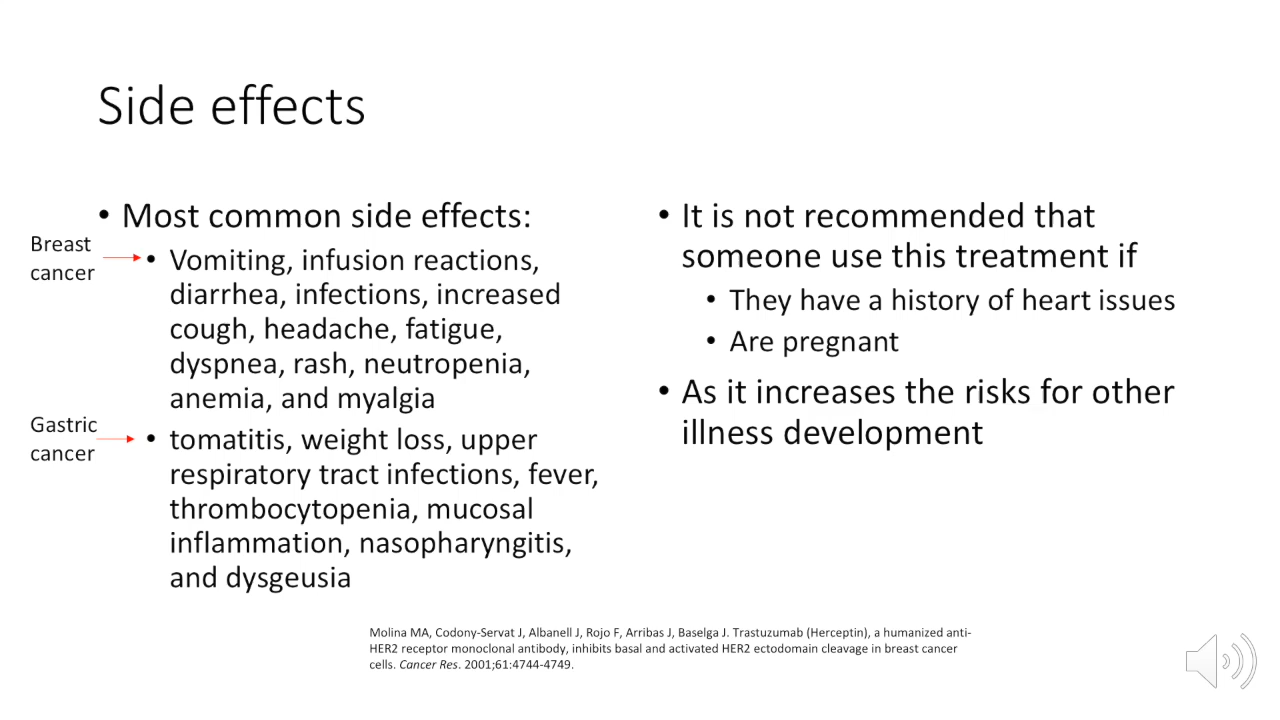 Side effects
• Most common side effects:
Breast
cancer
• Vomiting, infusion reactions,
diarrhea, infections, increased
cough, headache, fatigue,
dyspnea, rash, neutropenia,
anemia, and myalgia
Gastric
cancer
• tomatitis, weight loss, upper
respiratory tract infections, fever,
thrombocytopenia, mucosal
inflammation, nasopharyngitis,
and dysgeusia
• It is not recommended that
someone use this treatment if
• They have a history of heart issues
• Are pregnant
• As it increases the risks for other
illness development
Molina MA, Codony-Servat J, Albanell J, Rojo F, Arribas J, Baselga J. Trastuzumab (Herceptin), a humanized anti-
HER2 receptor monoclonal antibody, inhibits basal and activated HER2 ectodomain cleavage in breast cancer
cells. Cancer Res. 2001;61:4744-4749.